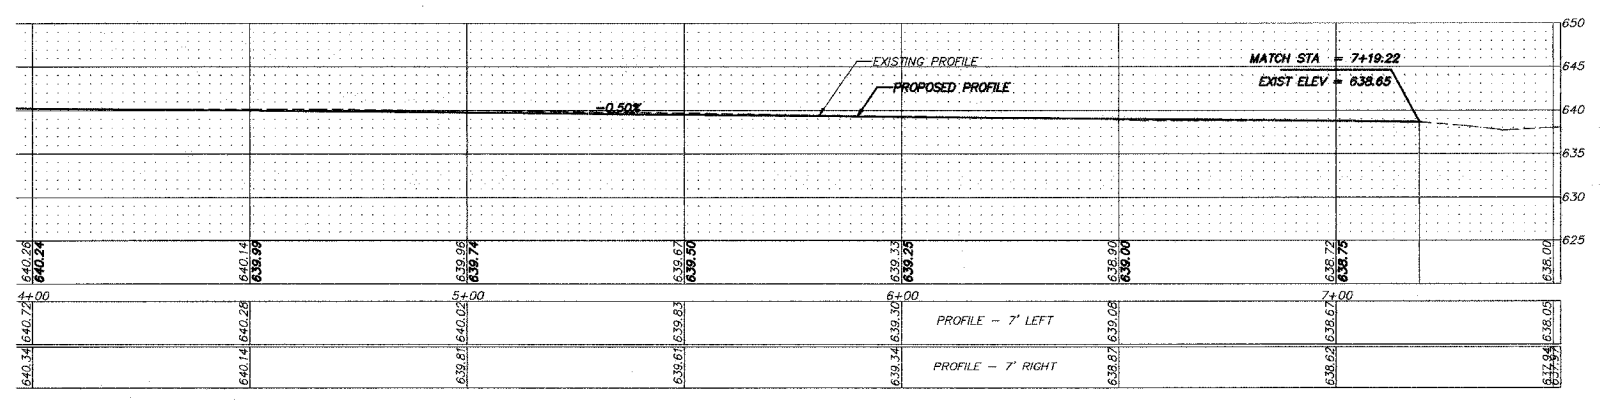 650
EXISTING PROFILE
MATCH STA = 7+19.22
645
EXIST ELEV = 638.65
PROPOSED PROFILE
-0.50%
640
635
630
625
640.26 640.24 640.14 639.99 639.96 639.74 639.67 639.50 639.33 639.25 638.90 639.00 638.72 638.75 638.00
4+00 5+00 6+00 7+00
640.72 640.28 640.02 639.83 639.30 PROFILE - 7' LEFT 639.08 638.67 638.05
640.34 640.14 639.81 639.61 639.34 PROFILE - 7' RIGHT 638.87 638.62 637.94